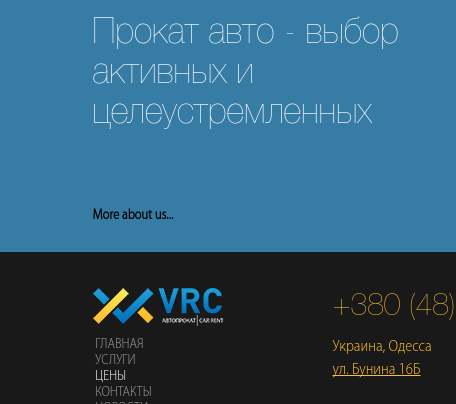 Прокат авто - выбор
активных и
целеустремленных
More about us...
VRC
АВТОПРОКАТ|CAR RENT
ГЛАВНАЯ
УСЛУГИ
ЦЕНЫ
КОНТАКТЫ
+380 (48)
Украина, Одесса
ул. Бунина 16Б